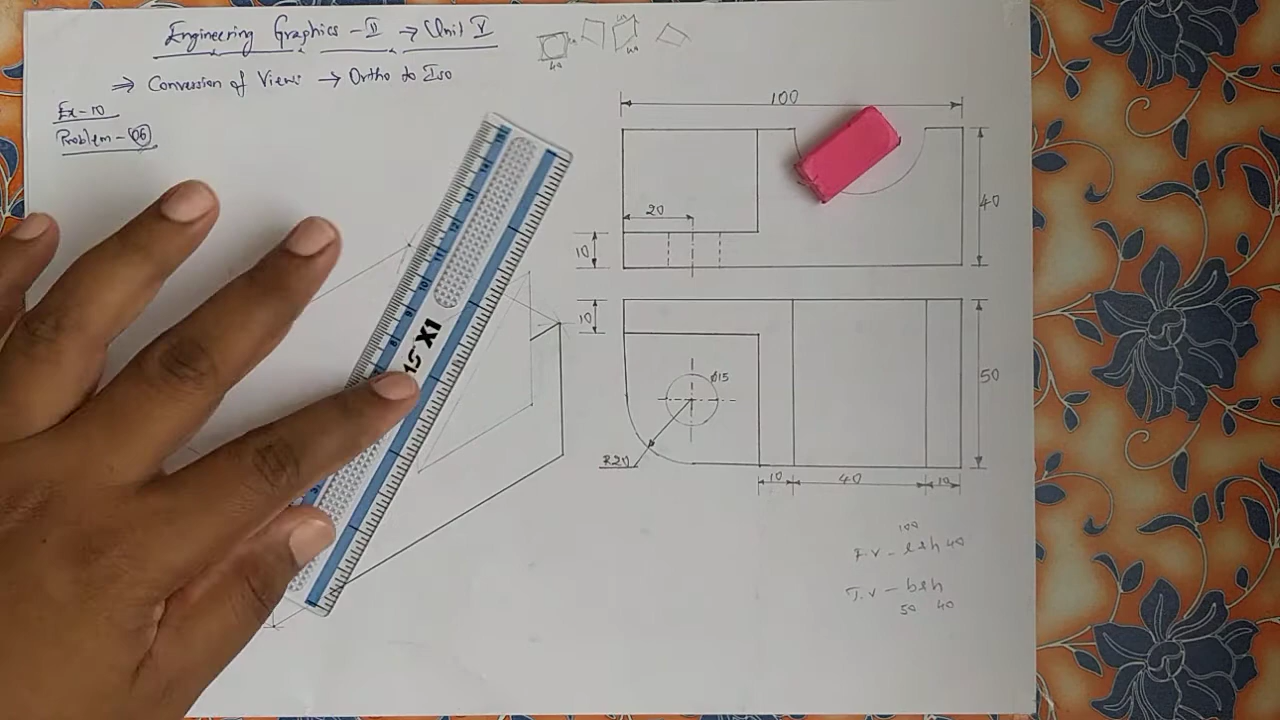 Engineering Graphics - II → Unit V
⇒ Conversion of Views → Ortho to Iso
Ex-10
Problem - 06
100
40
20
10
10
50
φ15
R20
10
40
10
100
F.V - l & h 40
T.V - b & h
50 40